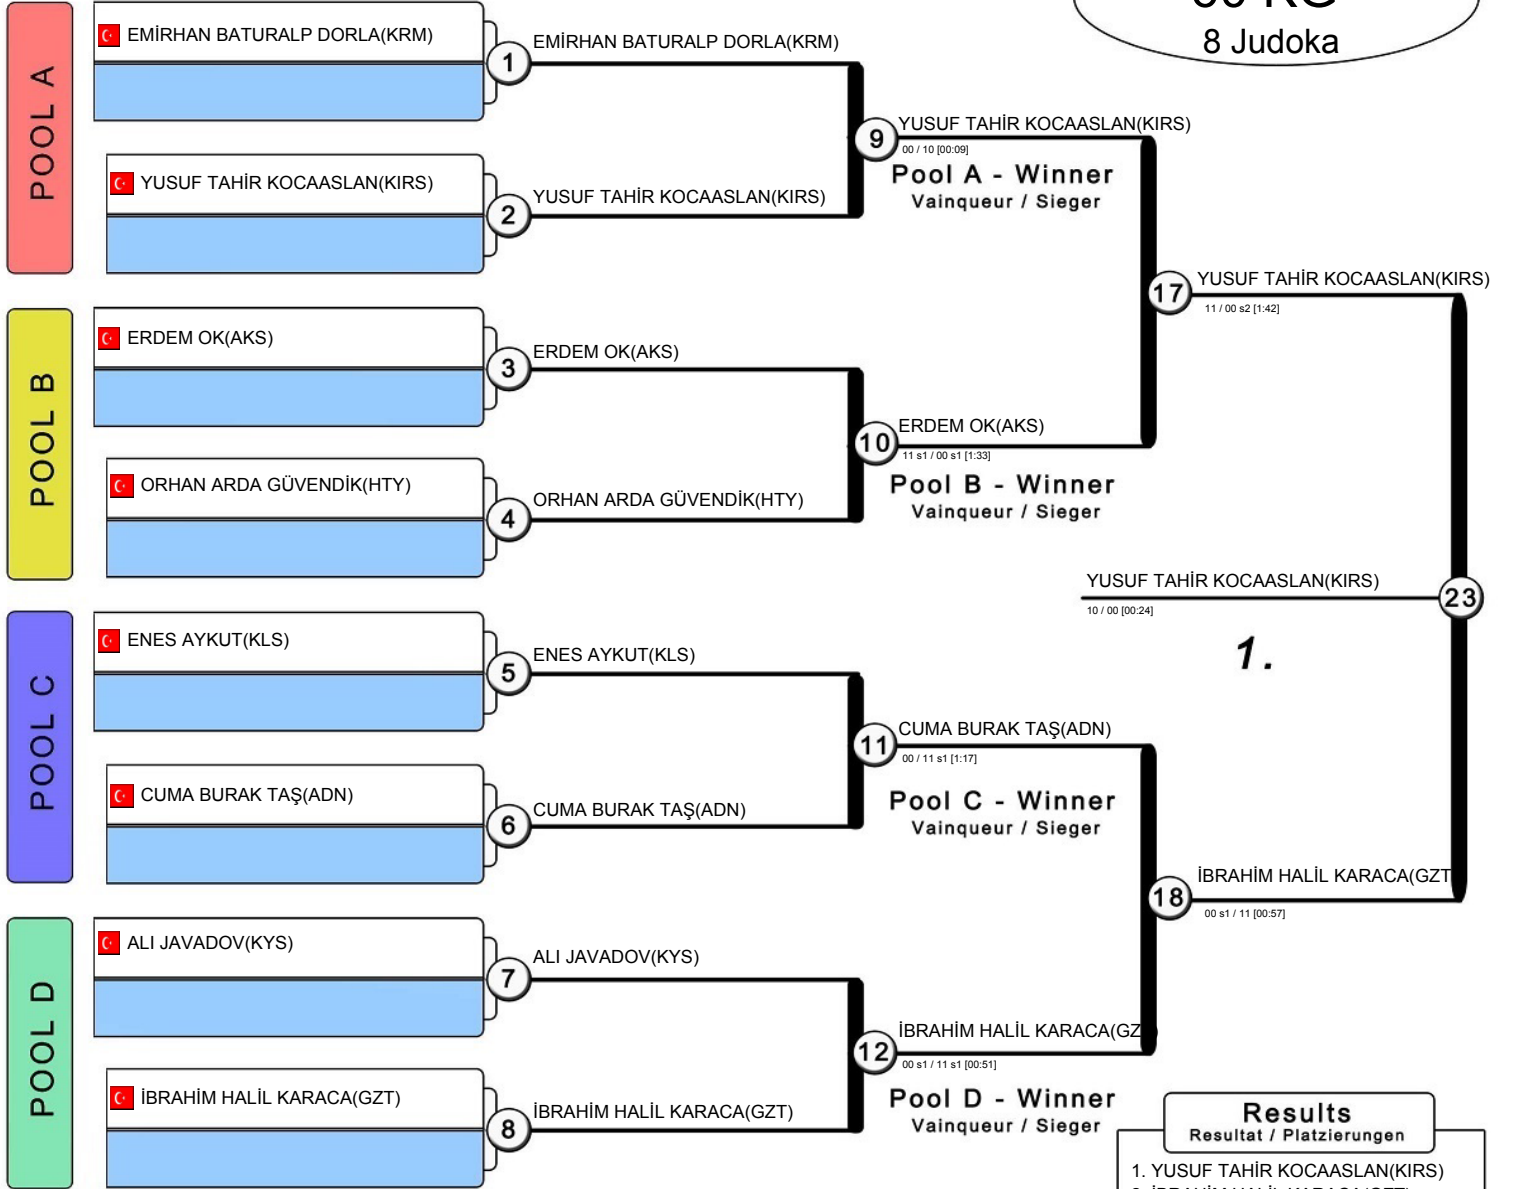 8 Judoka
POOL A
EMİRHAN BATURALP DORLA(KRM)
1
EMİRHAN BATURALP DORLA(KRM)
YUSUF TAHİR KOCAASLAN(KIRS)
2
YUSUF TAHİR KOCAASLAN(KIRS)
9
YUSUF TAHİR KOCAASLAN(KIRS)
00 / 10 [00:09]
Pool A - Winner
Vainqueur / Sieger
POOL B
ERDEM OK(AKS)
3
ERDEM OK(AKS)
ORHAN ARDA GÜVENDİK(HTY)
4
ORHAN ARDA GÜVENDİK(HTY)
10
ERDEM OK(AKS)
11 s1 / 00 s1 [1:33]
Pool B - Winner
Vainqueur / Sieger
17
YUSUF TAHİR KOCAASLAN(KIRS)
11 / 00 s2 [1:42]
POOL C
ENES AYKUT(KLS)
5
ENES AYKUT(KLS)
CUMA BURAK TAŞ(ADN)
6
CUMA BURAK TAŞ(ADN)
11
CUMA BURAK TAŞ(ADN)
00 / 11 s1 [1:17]
Pool C - Winner
Vainqueur / Sieger
POOL D
ALI JAVADOV(KYS)
7
ALI JAVADOV(KYS)
İBRAHİM HALİL KARACA(GZT)
8
İBRAHİM HALİL KARACA(GZT)
12
İBRAHİM HALİL KARACA(GZ
00 s1 / 11 s1 [00:51]
Pool D - Winner
Vainqueur / Sieger
18
İBRAHİM HALİL KARACA(GZT
00 s1 / 11 [00:57]
YUSUF TAHİR KOCAASLAN(KIRS)
23
10 / 00 [00:24]
1.
Results
Resultat / Platzierungen
1. YUSUF TAHİR KOCAASLAN(KIRS)